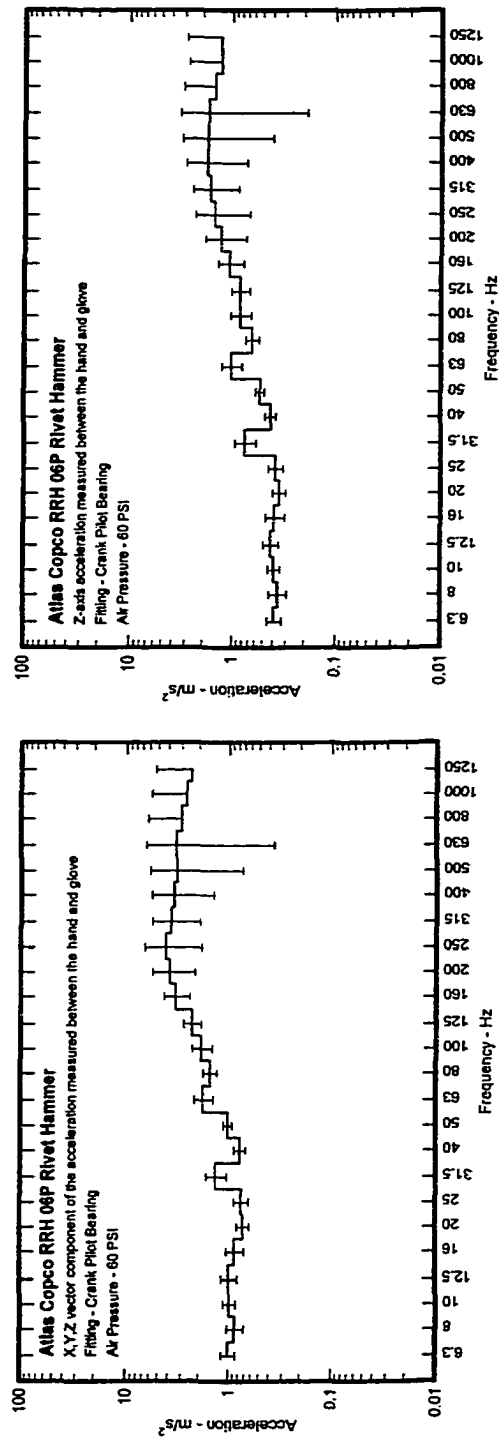 Atlas Copco RRH 06P Rivet Hammer
X,Y,Z vector component of the acceleration measured between the hand and glove
Fitting - Crank Pilot Bearing
Air Pressure - 60 PSI
Acceleration - m/s²
100
10
1
0.1
0.01
6.3 8 10 12.5 16 20 25 31.5 40 50 63 80 100 125 160 200 250 315 400 500 630 800 1000 1250
Frequency - Hz
Atlas Copco RRH 06P Rivet Hammer
Z-axis acceleration measured between the hand and glove
Fitting - Crank Pilot Bearing
Air Pressure - 60 PSI
Acceleration - m/s²
100
10
1
0.1
0.01
6.3 8 10 12.5 16 20 25 31.5 40 50 63 80 100 125 160 200 250 315 400 500 630 800 1000 1250
Frequency - Hz